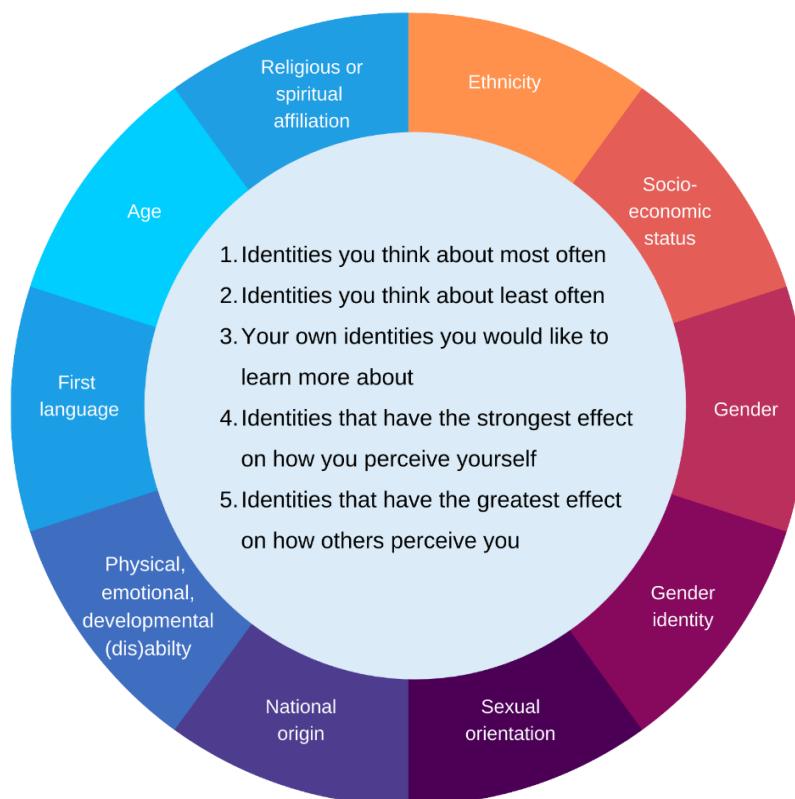 Religious or
spiritual
affiliation
Ethnicity
Socio-
economic
status
Gender
Gender
identity
Sexual
orientation
National
origin
Physical,
emotional,
developmental
(dis)abilty
First
language
Age
1. Identities you think about most often
2. Identities you think about least often
3. Your own identities you would like to
learn more about
4. Identities that have the strongest effect
on how you perceive yourself
5. Identities that have the greatest effect
on how others perceive you